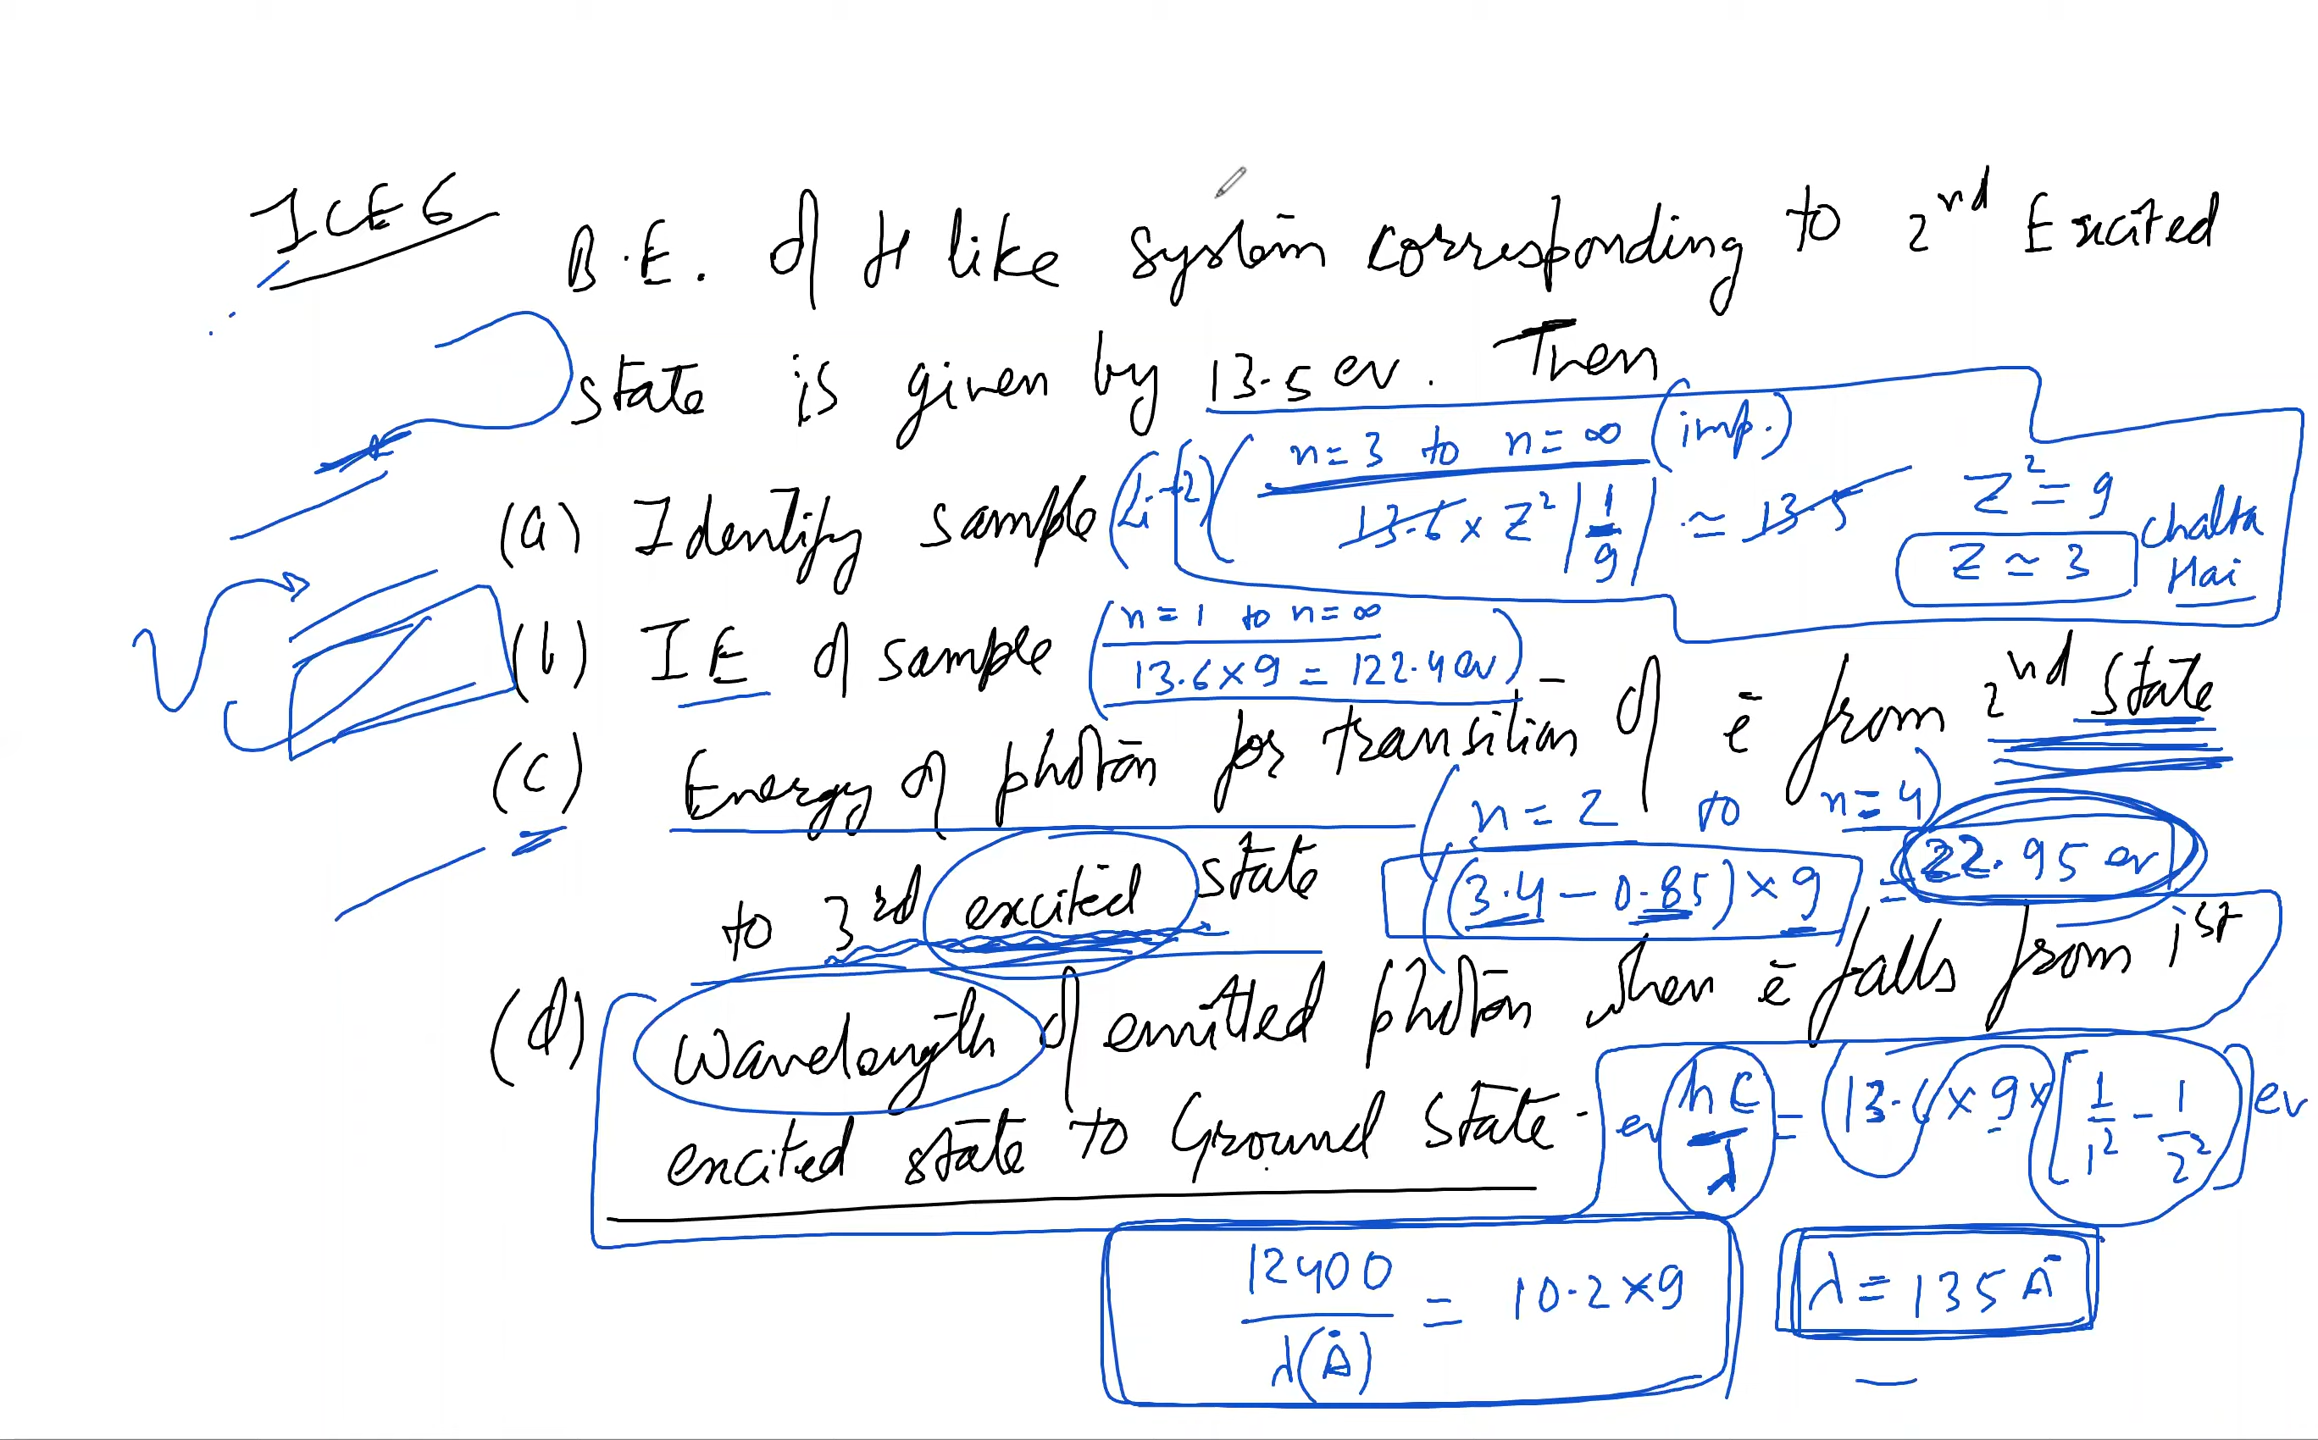 ICE 6
B.E. of H like system corresponding to 2nd Excited
state is given by 13.5 ev. Then
(a) Identify sample (Li+2) ( n=3 to n=∞ (imp.)
13.6 x Z² |1/9| ≃ 13.5 Z² = 9
Z ≃ 3 Chalta Hai
(b) IE of sample ( n=1 to n=∞
13.6x9 = 122.4 ev )
(c) Energy of photon for transition of ē from 2nd state
to 3rd excited state ( n=2 to n=4 )
(3.4 - 0.85) x 9 = 22.95 ev
(d) Wavelength of emitted photon when ē falls from 1st
excited state to Ground state. ev hc/λ = 13.6 x 9 x [1/1² - 1/2²] ev
12400/λ(Å) = 10.2 x 9 λ = 135 Å